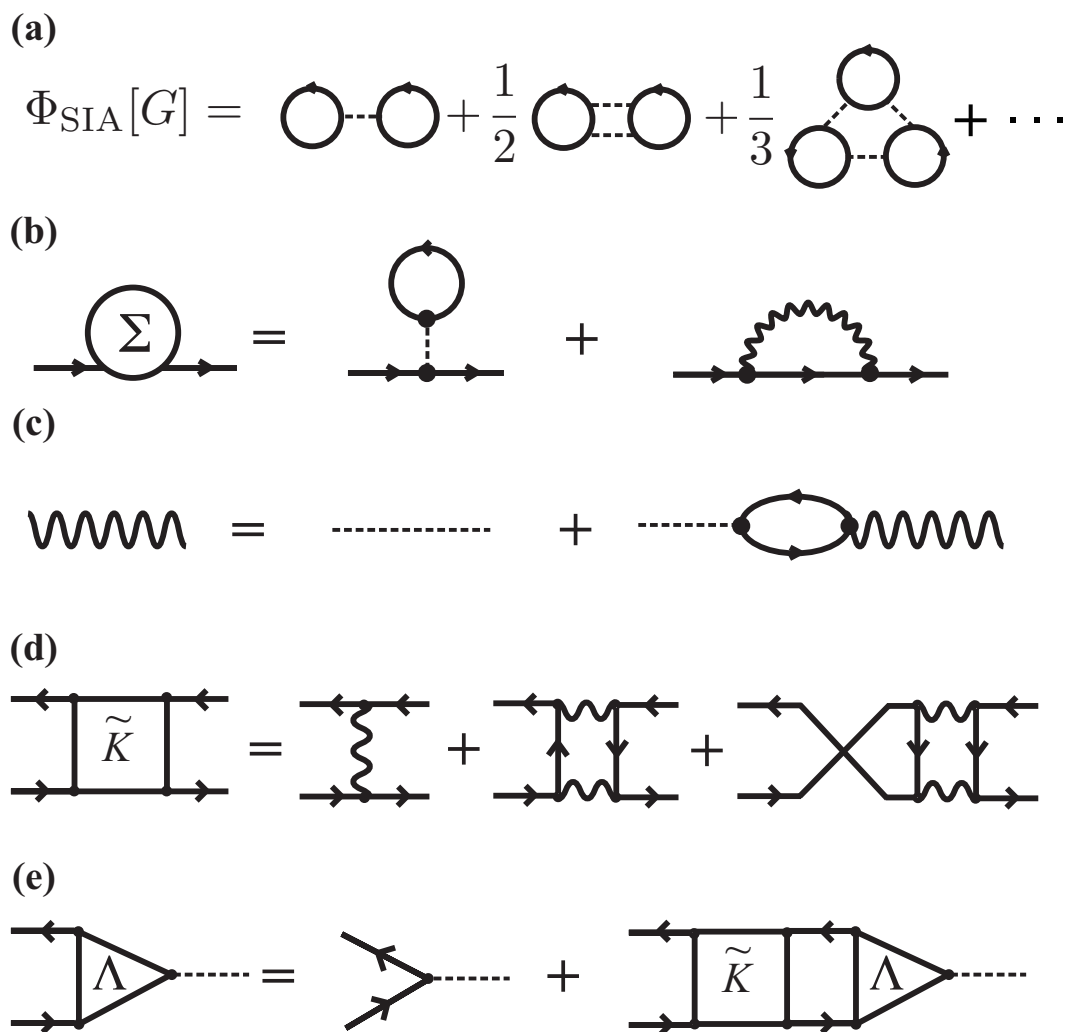 (a)
Φ_SIA[G] = + 1/2 + 1/3 + ···
(b)
Σ = +
(c)
= +
(d)
K̃ = + +
(e)
Λ = + K̃ Λ